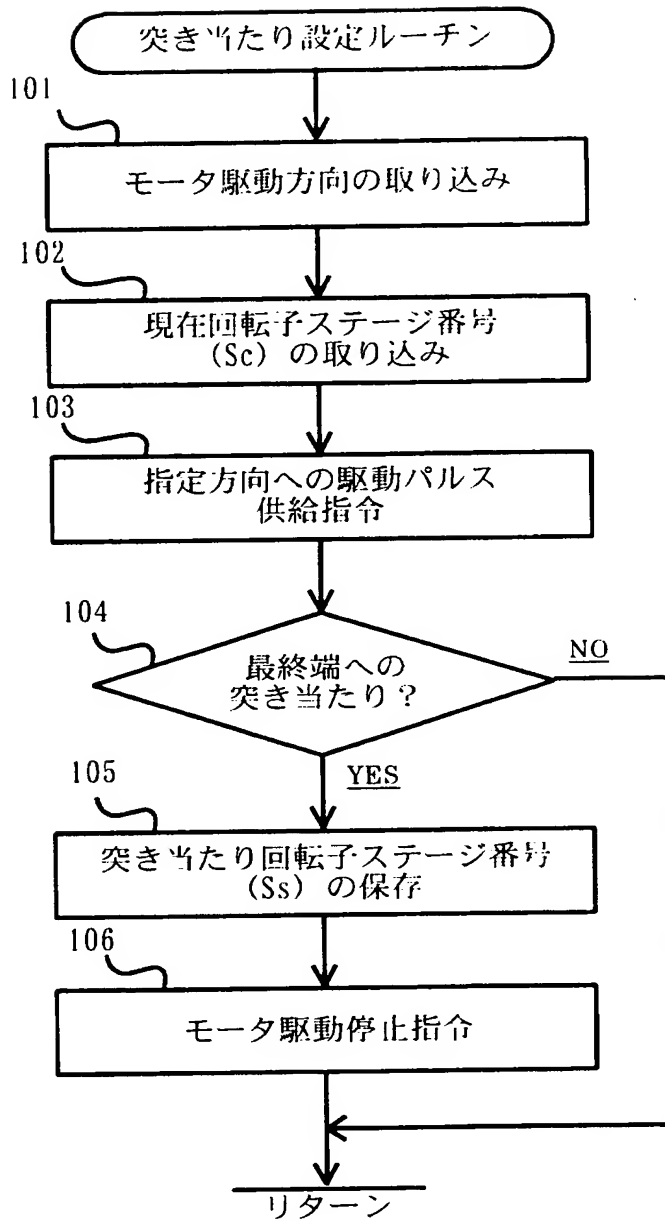 突き当たり設定ルーチン
101
モータ駆動方向の取り込み
102
現在回転子ステージ番号
(Sc) の取り込み
103
指定方向への駆動パルス
供給指令
104
最終端への
突き当たり？
NO
YES
105
突き当たり回転子ステージ番号
(Ss) の保存
106
モータ駆動停止指令
リターン